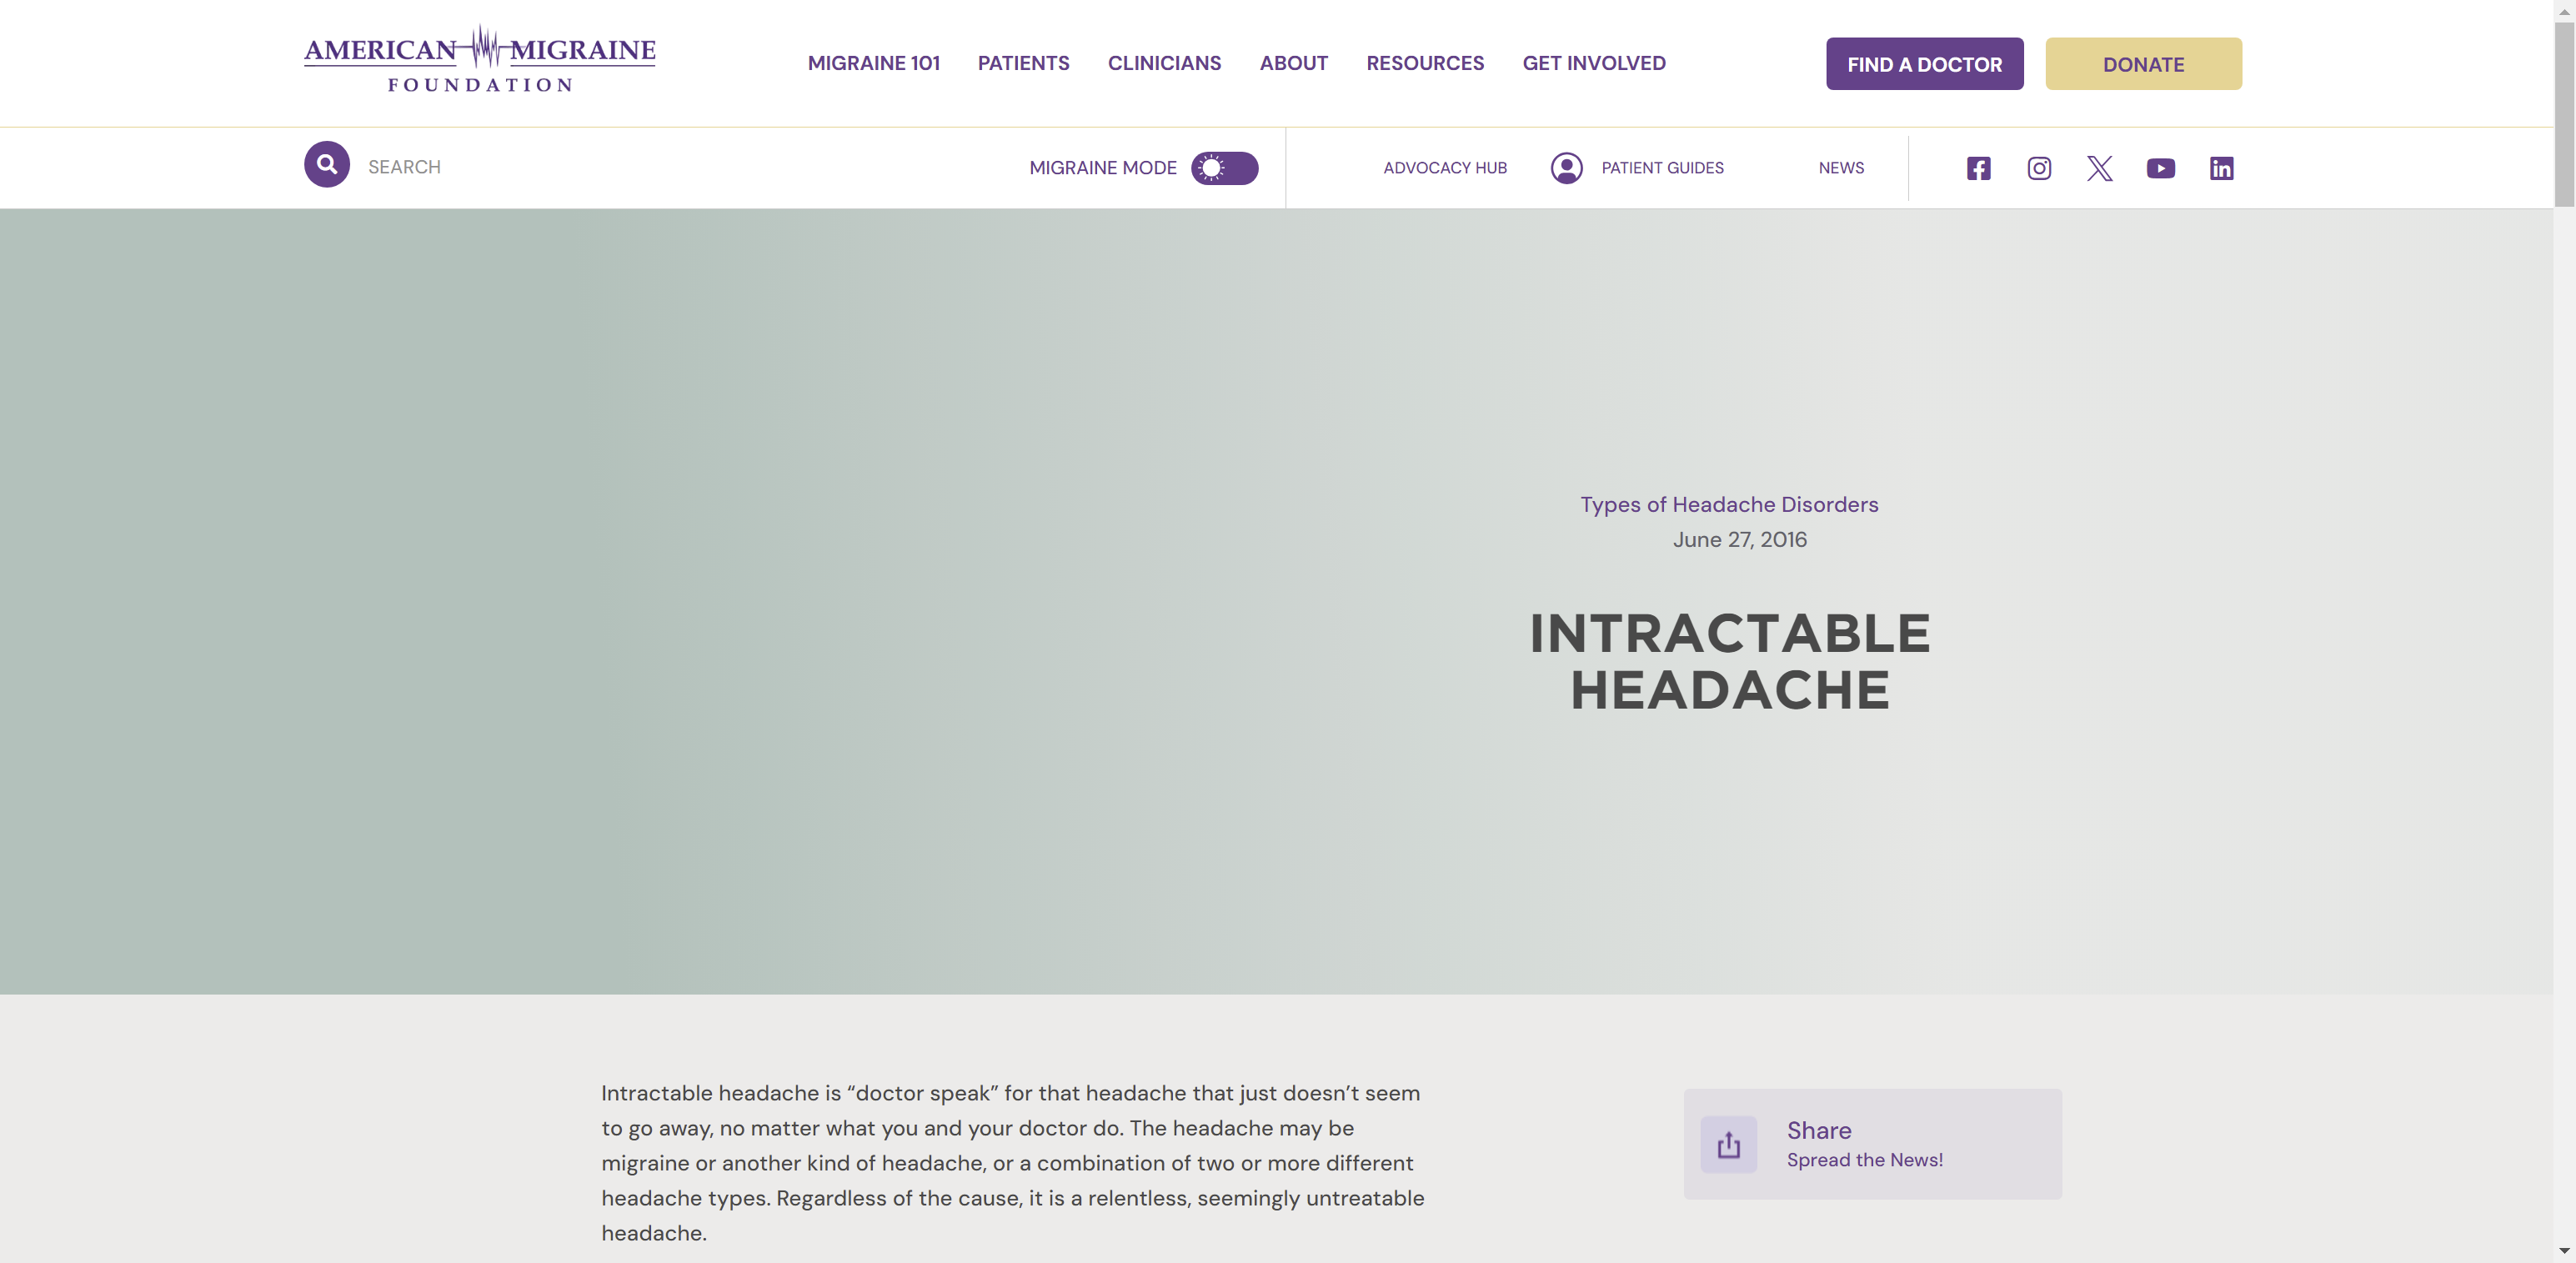 AMERICAN MIGRAINE
FOUNDATION
MIGRAINE 101
PATIENTS
CLINICIANS
ABOUT
RESOURCES
GET INVOLVED
FIND A DOCTOR
DONATE
SEARCH
MIGRAINE MODE
ADVOCACY HUB
PATIENT GUIDES
NEWS
Types of Headache Disorders
June 27, 2016
INTRACTABLE
HEADACHE
Intractable headache is “doctor speak” for that headache that just doesn’t seem
to go away, no matter what you and your doctor do. The headache may be
migraine or another kind of headache, or a combination of two or more different
headache types. Regardless of the cause, it is a relentless, seemingly untreatable
headache.
Share
Spread the News!